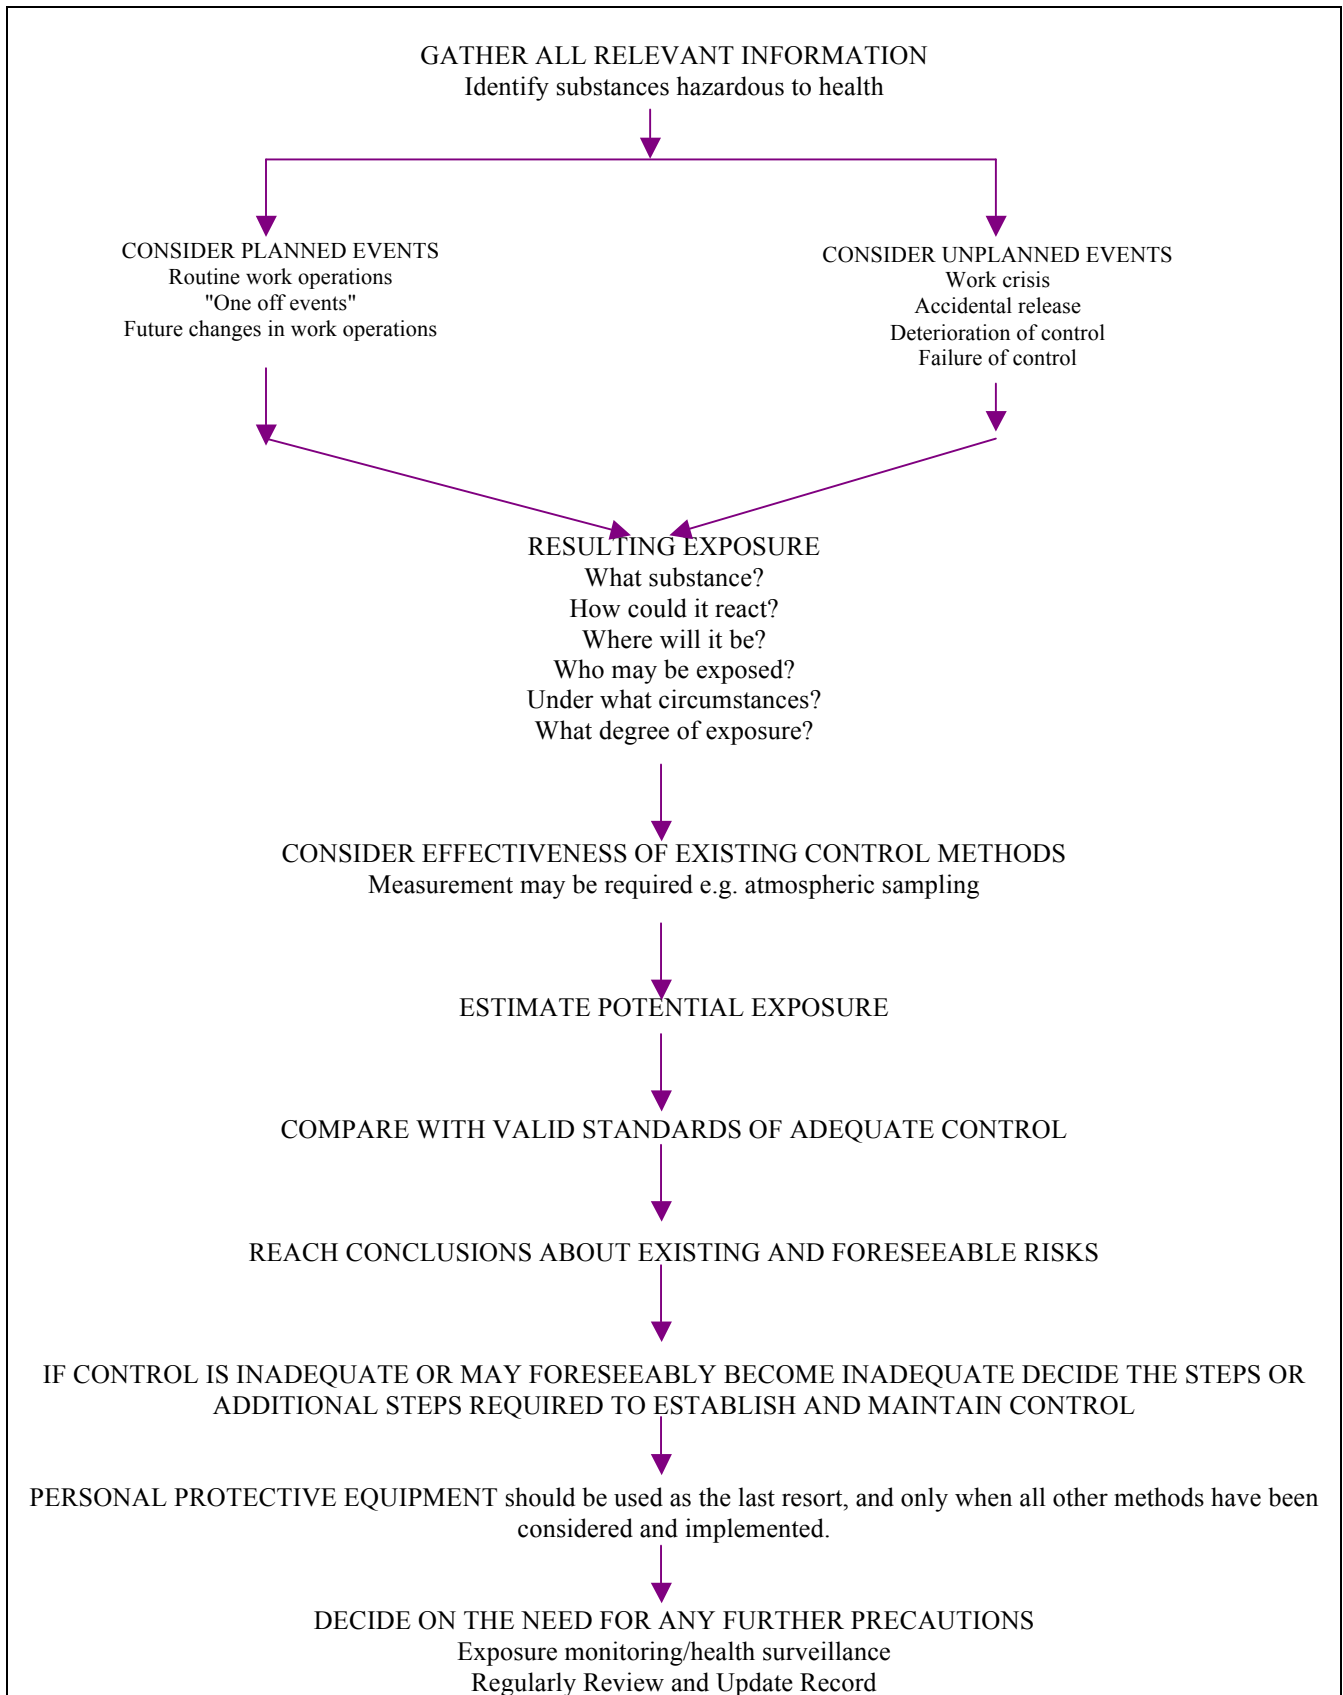 GATHER ALL RELEVANT INFORMATION
Identify substances hazardous to health
CONSIDER PLANNED EVENTS
Routine work operations
"One off events"
Future changes in work operations
CONSIDER UNPLANNED EVENTS
Work crisis
Accidental release
Deterioration of control
Failure of control
RESULTING EXPOSURE
What substance?
How could it react?
Where will it be?
Who may be exposed?
Under what circumstances?
What degree of exposure?
CONSIDER EFFECTIVENESS OF EXISTING CONTROL METHODS
Measurement may be required e.g. atmospheric sampling
ESTIMATE POTENTIAL EXPOSURE
COMPARE WITH VALID STANDARDS OF ADEQUATE CONTROL
REACH CONCLUSIONS ABOUT EXISTING AND FORESEEABLE RISKS
IF CONTROL IS INADEQUATE OR MAY FORESEEABLY BECOME INADEQUATE DECIDE THE STEPS OR
ADDITIONAL STEPS REQUIRED TO ESTABLISH AND MAINTAIN CONTROL
PERSONAL PROTECTIVE EQUIPMENT should be used as the last resort, and only when all other methods have been
considered and implemented.
DECIDE ON THE NEED FOR ANY FURTHER PRECAUTIONS
Exposure monitoring/health surveillance
Regularly Review and Update Record